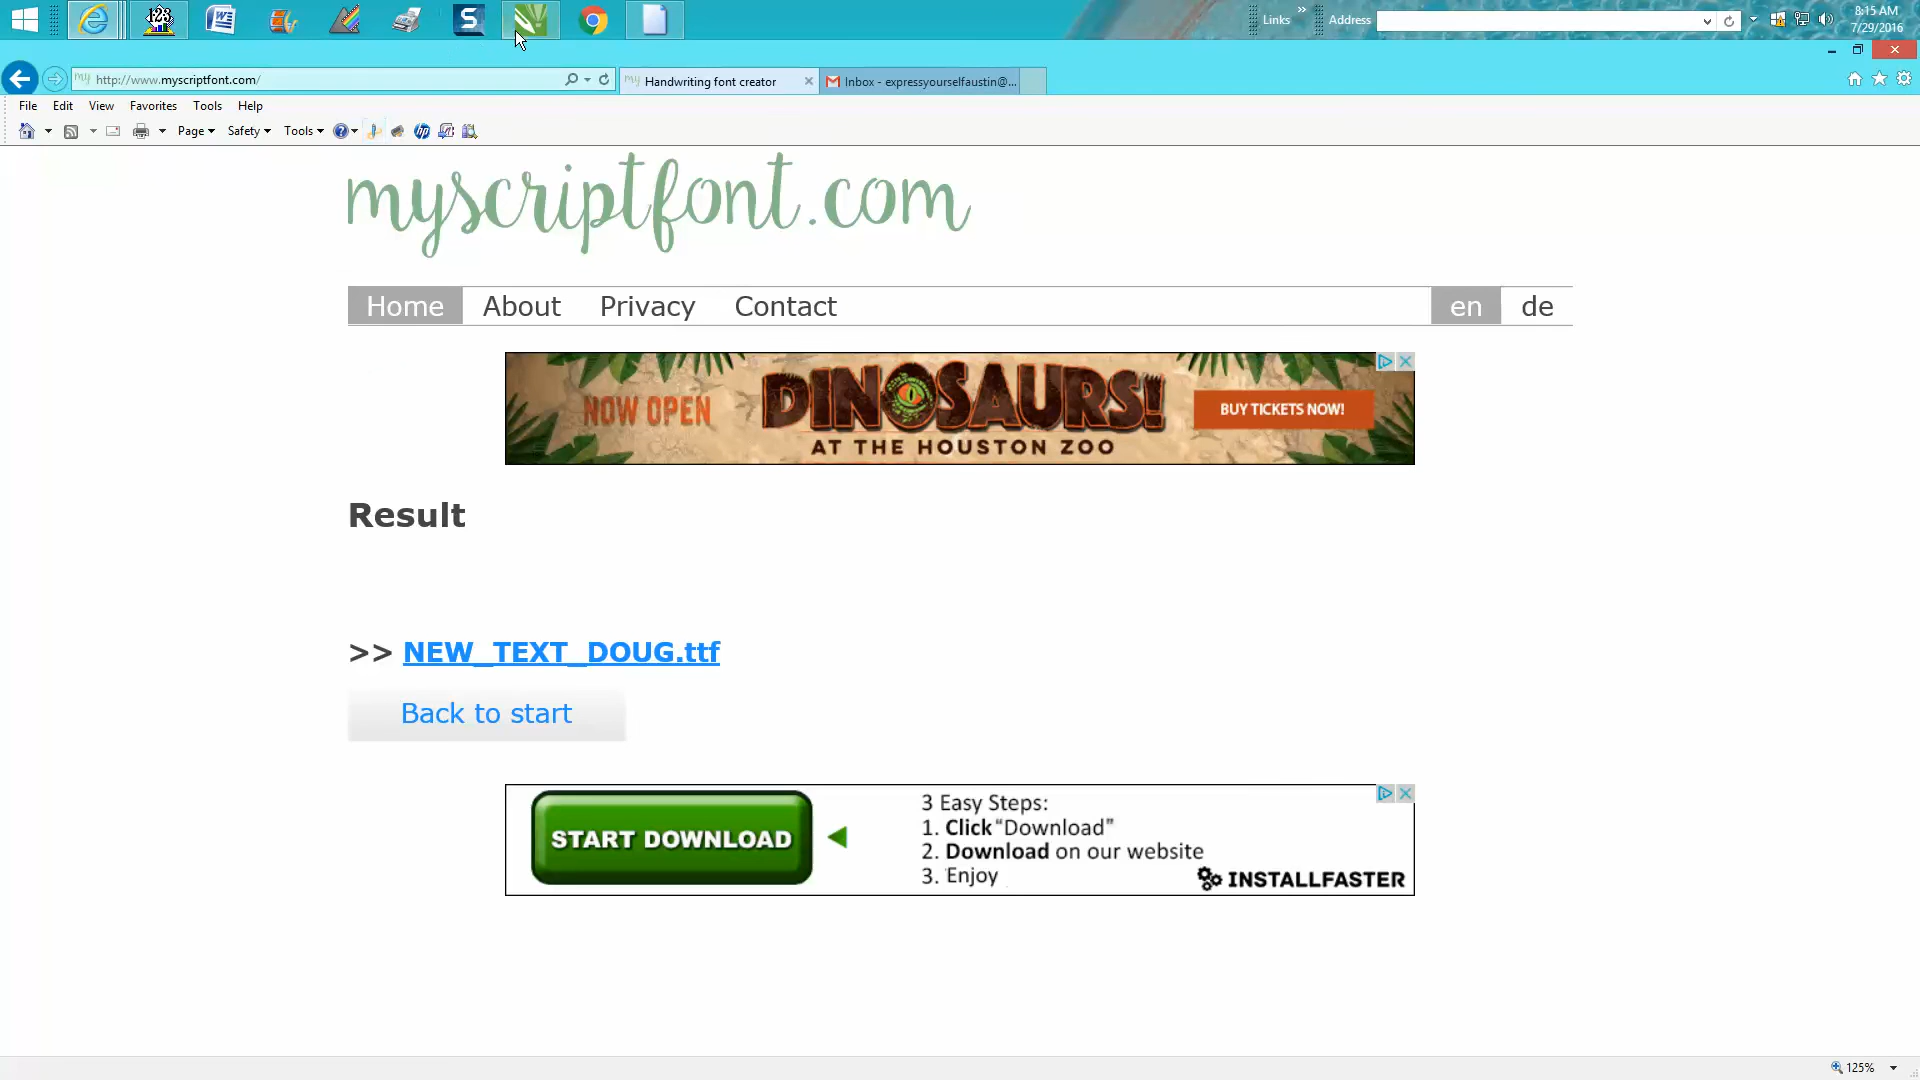 Links
»
Address
8:15 AM
7/29/2016
my http://www.myscriptfont.com/
my Handwriting font creator
Inbox - expressyourselfaustin@...
File Edit View Favorites Tools Help
Page Safety Tools
myscriptfont.com
Home About Privacy Contact en de
NOW OPEN DINOSAURS! BUY TICKETS NOW!
AT THE HOUSTON ZOO
Result
>> NEW_TEXT_DOUG.ttf
Back to start
START DOWNLOAD
3 Easy Steps:
1. Click "Download"
2. Download on our website
3. Enjoy
INSTALLFASTER
125%